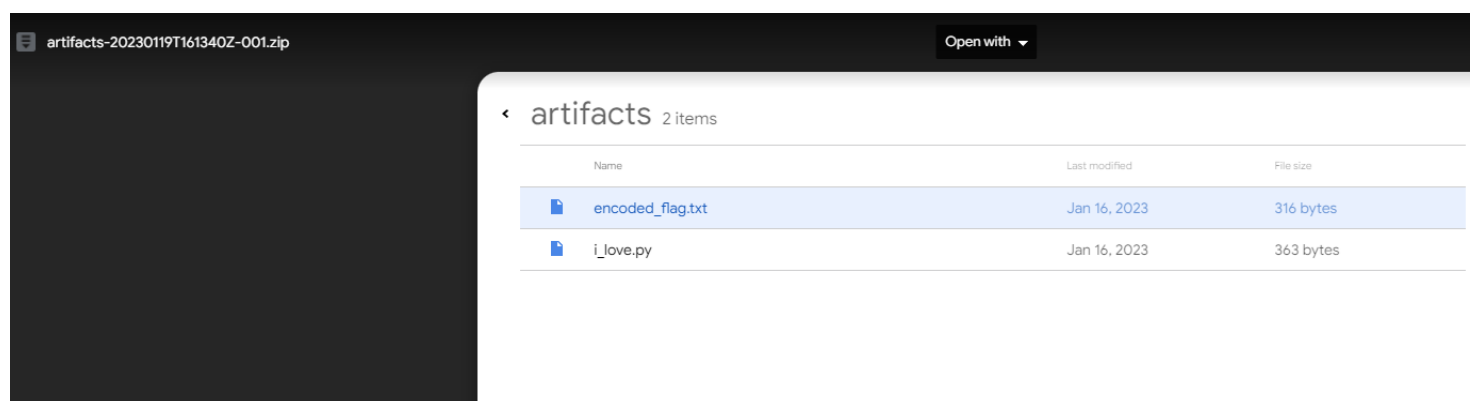 artifacts-20230119T161340Z-001.zip Open with
artifacts 2 items
Name Last modified File size
encoded_flag.txt Jan 16, 2023 316 bytes
i_love.py Jan 16, 2023 363 bytes